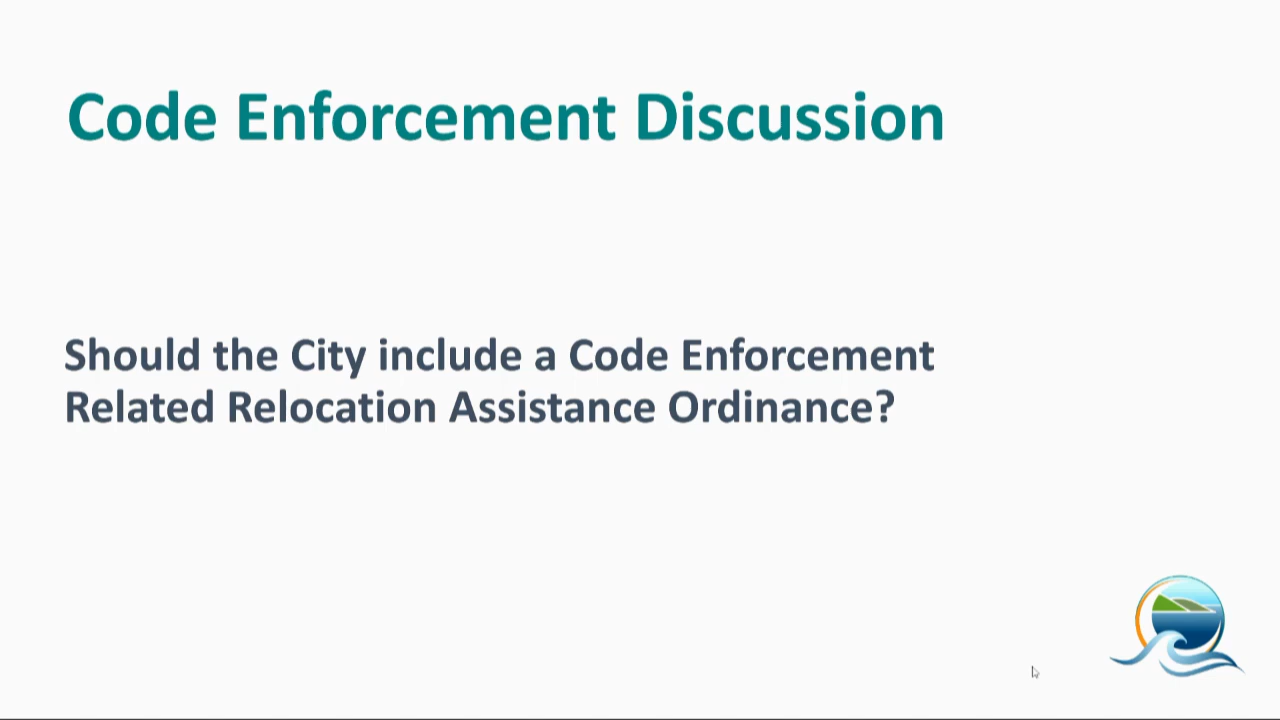 Code Enforcement Discussion
Should the City include a Code Enforcement
Related Relocation Assistance Ordinance?